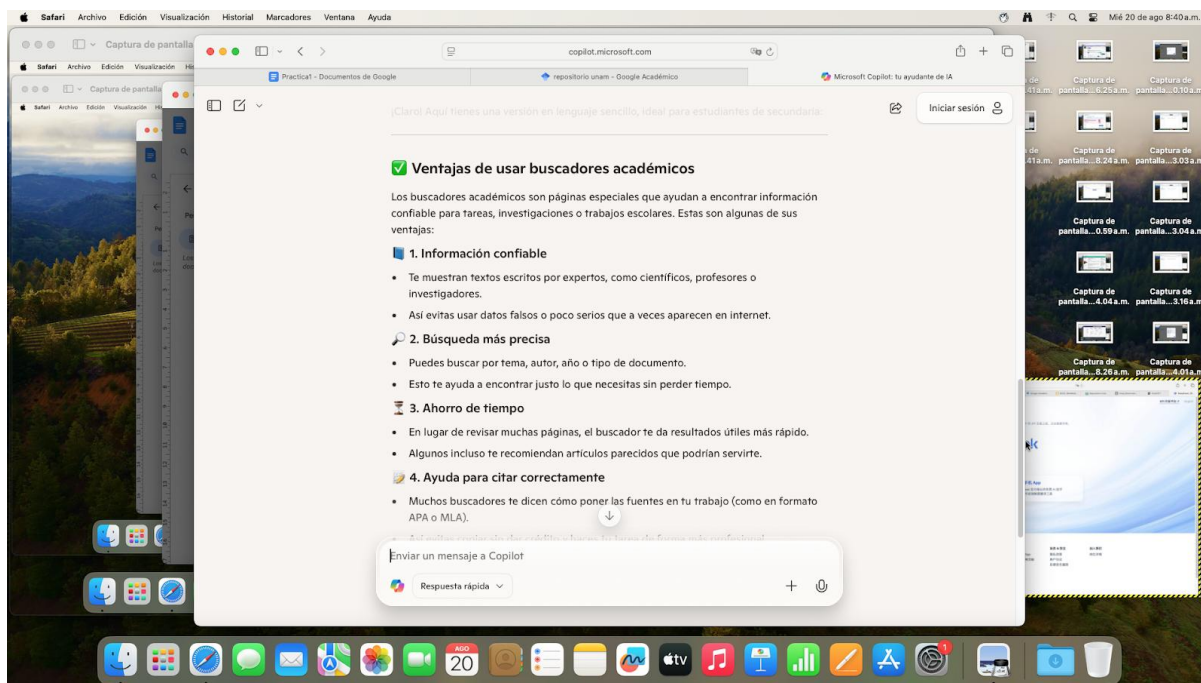 Safari Archivo Edición Visualización Historial Marcadores Ventana Ayuda
Mié 20 de ago 8:40 a.m.
Captura de pantalla
Safari Archivo Edición Visualización
Captura de pantalla
Safari Archivo Edición Visualización
copilot.microsoft.com
Practica1 - Documentos de Google
repositorio unam - Google Académico
Microsoft Copilot: tu ayudante de IA
Iniciar sesión
¡Claro! Aquí tienes una versión en lenguaje sencillo, ideal para estudiantes de secundaria:
✅ Ventajas de usar buscadores académicos
Los buscadores académicos son páginas especiales que ayudan a encontrar información
confiable para tareas, investigaciones o trabajos escolares. Estas son algunas de sus
ventajas:
📘 1. Información confiable
• Te muestran textos escritos por expertos, como científicos, profesores o
investigadores.
• Así evitas usar datos falsos o poco serios que a veces aparecen en internet.
🔎 2. Búsqueda más precisa
• Puedes buscar por tema, autor, año o tipo de documento.
• Esto te ayuda a encontrar justo lo que necesitas sin perder tiempo.
⏳ 3. Ahorro de tiempo
• En lugar de revisar muchas páginas, el buscador te da resultados útiles más rápido.
• Algunos incluso te recomiendan artículos parecidos que podrían servirte.
📝 4. Ayuda para citar correctamente
• Muchos buscadores te dicen cómo poner las fuentes en tu trabajo (como en formato
APA o MLA).
Enviar un mensaje a Copilot
Respuesta rápida
Captura de pantalla...6.25 a.m.
Captura de pantalla...0.10 a.m.
Captura de pantalla...8.24 a.m.
Captura de pantalla...3.03 a.m.
Captura de pantalla...0.59 a.m.
Captura de pantalla...3.04 a.m.
Captura de pantalla...4.04 a.m.
Captura de pantalla...3.16 a.m.
Captura de pantalla...8.26 a.m.
Captura de pantalla...4.01 a.m.
AGO
20
tv
1